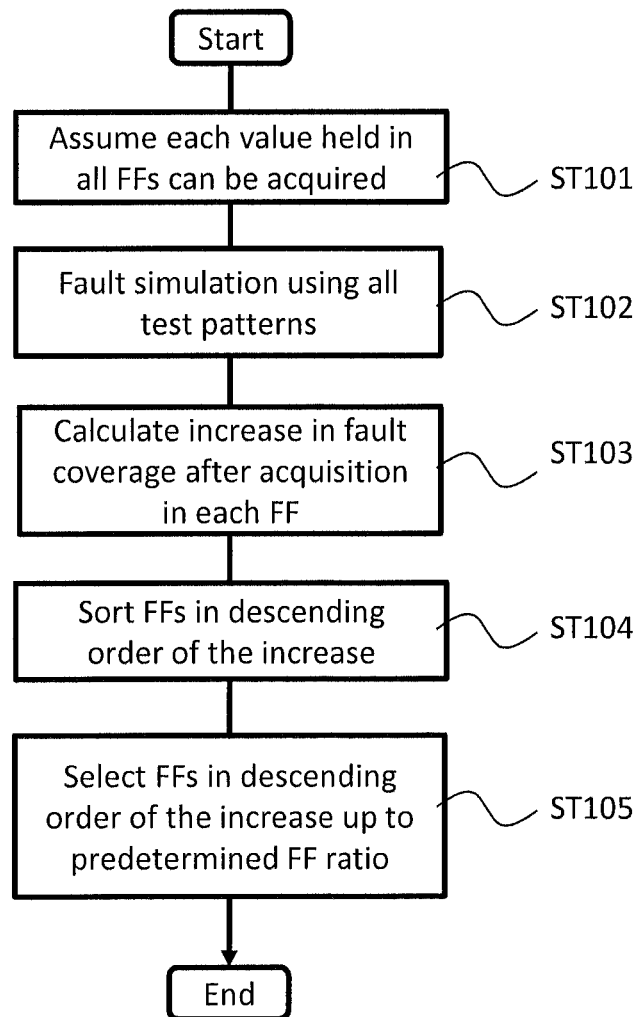 Start
Assume each value held in
all FFs can be acquired
ST101
Fault simulation using all
test patterns
ST102
Calculate increase in fault
coverage after acquisition
in each FF
ST103
Sort FFs in descending
order of the increase
ST104
Select FFs in descending
order of the increase up to
predetermined FF ratio
ST105
End